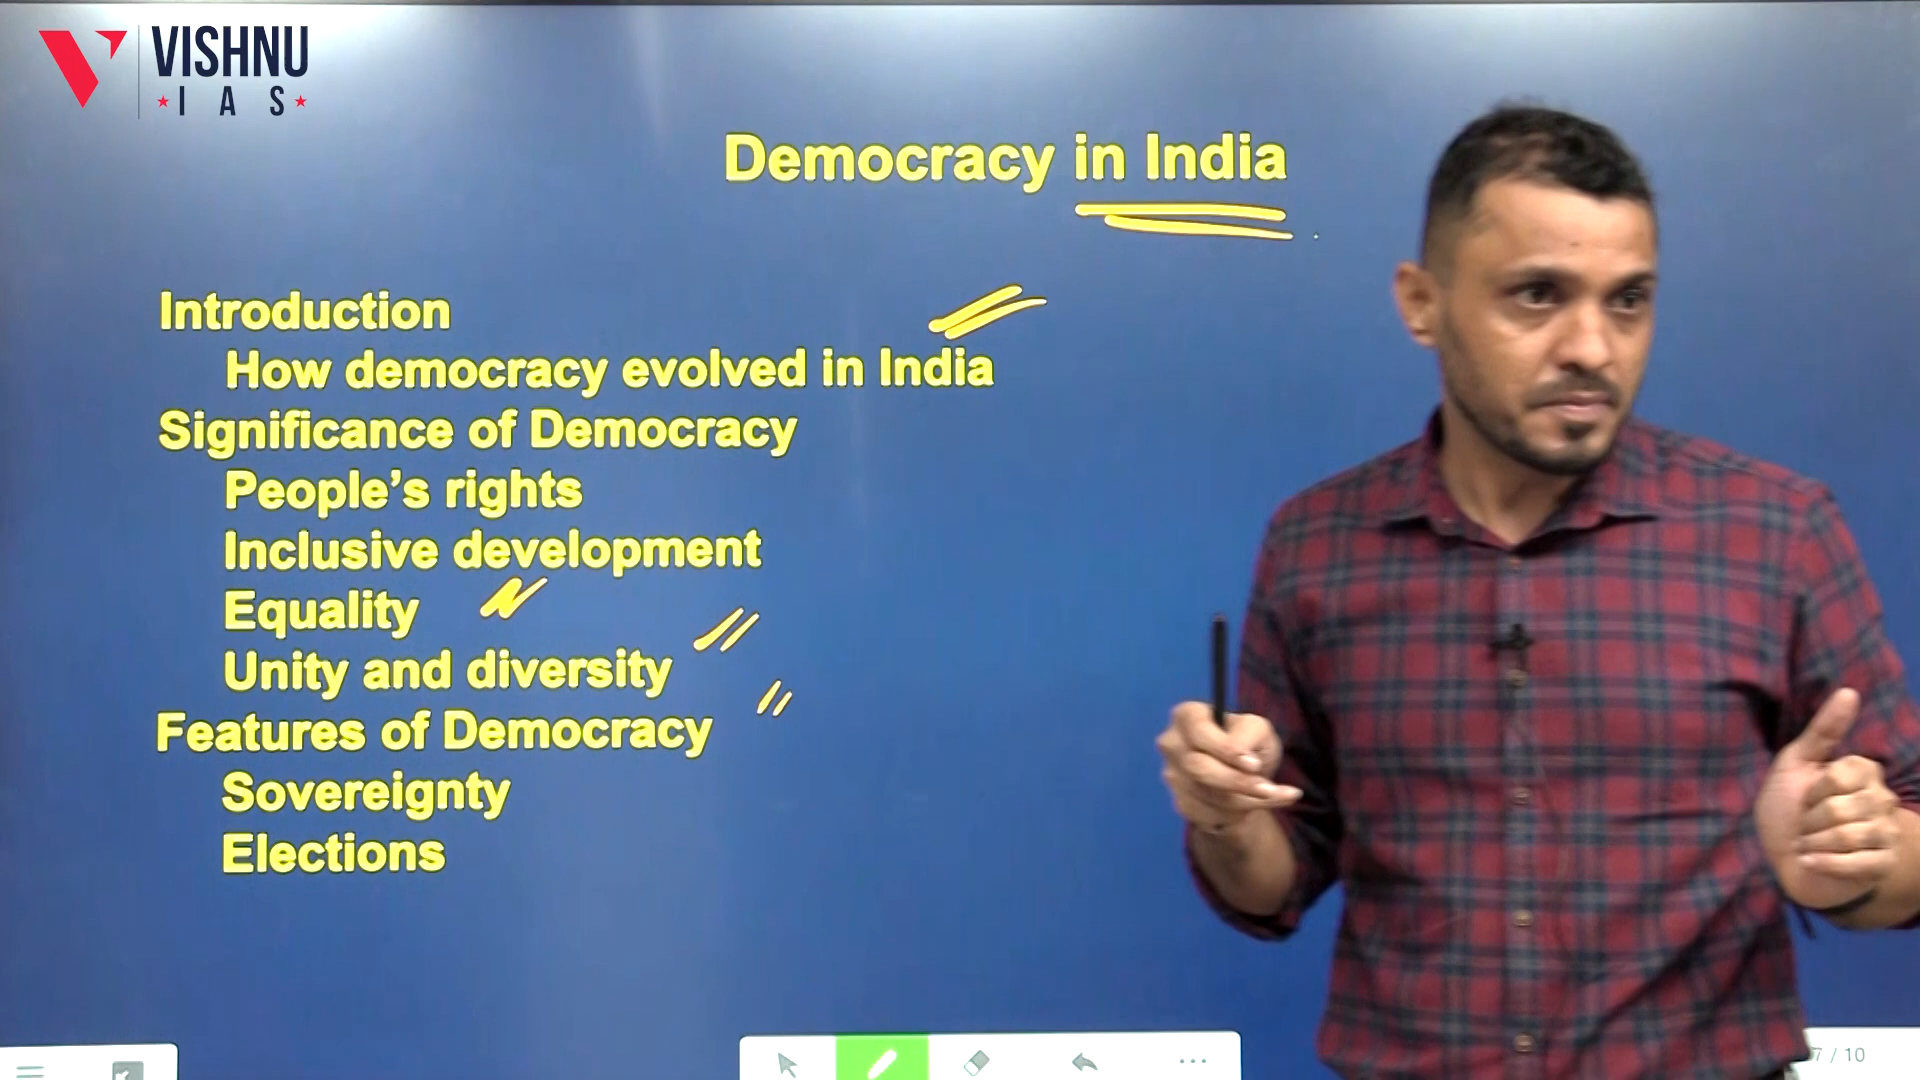 VISHNU
IAS
Democracy in India
Introduction
How democracy evolved in India
Significance of Democracy
People’s rights
Inclusive development
Equality
Unity and diversity
Features of Democracy
Sovereignty
Elections
7 / 10